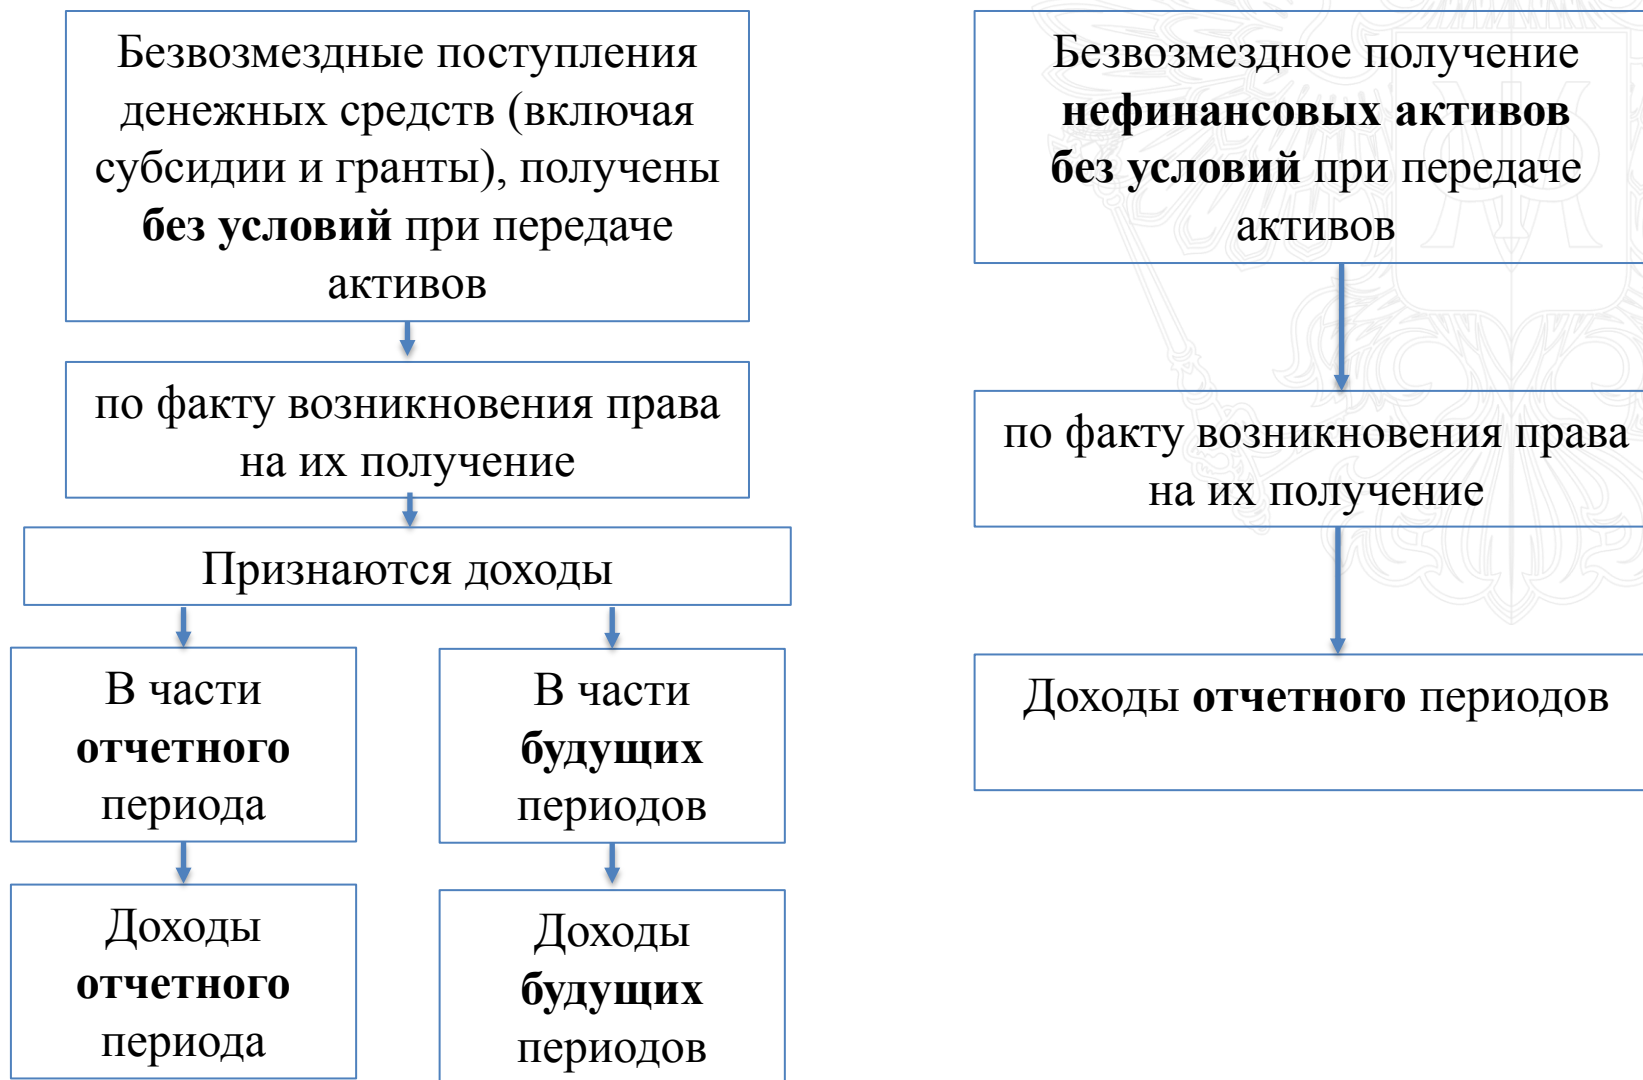 Безвозмездные поступления
денежных средств (включая
субсидии и гранты), получены
без условий при передаче
активов
по факту возникновения права
на их получение
Признаются доходы
В части
отчетного
периода
Доходы
отчетного
периода
В части
будущих
периодов
Доходы
будущих
периодов
Безвозмездное получение
нефинансовых активов
без условий при передаче
активов
по факту возникновения права
на их получение
Доходы отчетного периодов